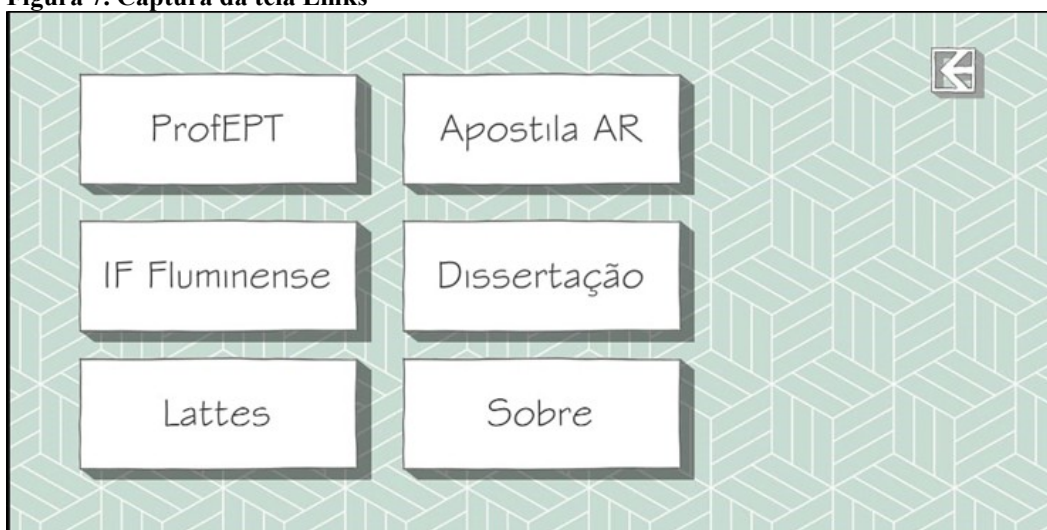 Figura 7. Captura da tela Links
ProfEPT
Apostila AR
IF Fluminense
Dissertação
Lattes
Sobre